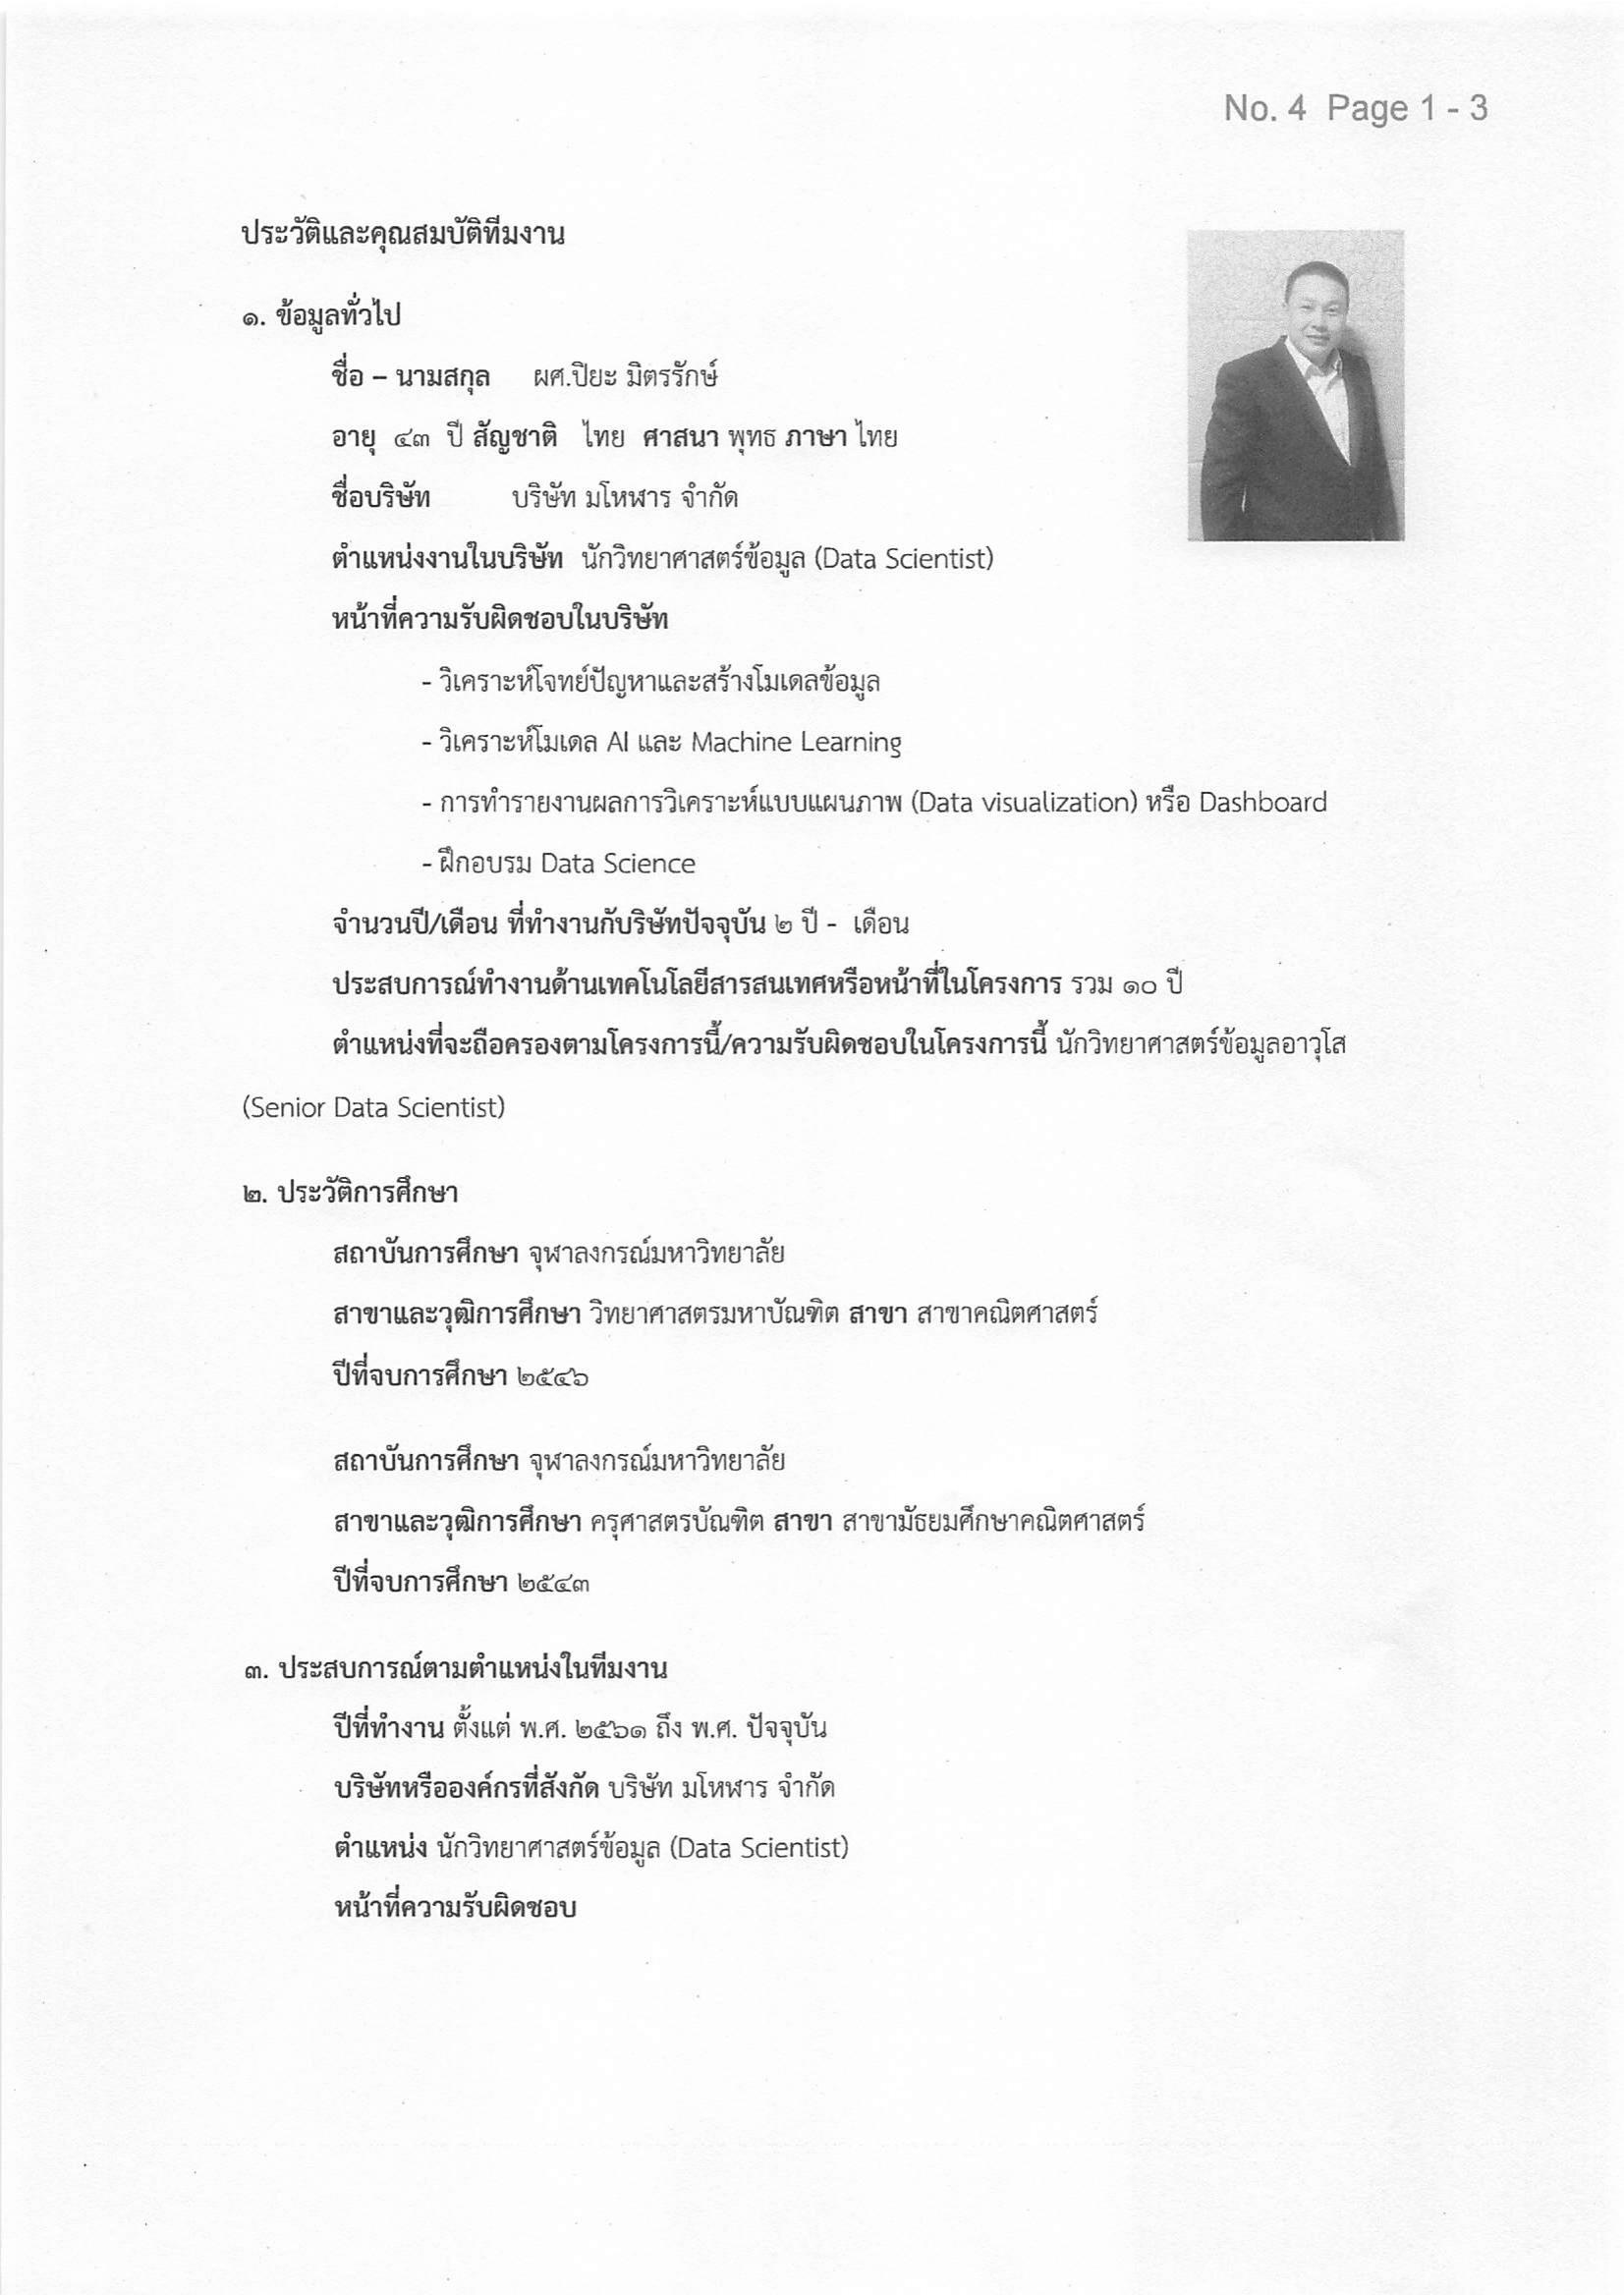 No. 4 Page 1 - 3
ประวัติและคุณสมบัติทีมงาน
๑. ข้อมูลทั่วไป
ชื่อ – นามสกุล ผศ.ปิยะ มิตรรักษ์
อายุ ๔๓ ปี สัญชาติ ไทย ศาสนา พุทธ ภาษา ไทย
ชื่อบริษัท บริษัท มโหฬาร จำกัด
ตำแหน่งงานในบริษัท นักวิทยาศาสตร์ข้อมูล (Data Scientist)
หน้าที่ความรับผิดชอบในบริษัท
- วิเคราะห์โจทย์ปัญหาและสร้างโมเดลข้อมูล
- วิเคราะห์โมเดล AI และ Machine Learning
- การทำรายงานผลการวิเคราะห์แบบแผนภาพ (Data visualization) หรือ Dashboard
- ฝึกอบรม Data Science
จำนวนปี/เดือน ที่ทำงานกับบริษัทปัจจุบัน ๒ ปี - เดือน
ประสบการณ์ทำงานด้านเทคโนโลยีสารสนเทศหรือหน้าที่ในโครงการ รวม ๑๐ ปี
ตำแหน่งที่จะถือครองตามโครงการนี้/ความรับผิดชอบในโครงการนี้ นักวิทยาศาสตร์ข้อมูลอาวุโส
(Senior Data Scientist)
๒. ประวัติการศึกษา
สถาบันการศึกษา จุฬาลงกรณ์มหาวิทยาลัย
สาขาและวุฒิการศึกษา วิทยาศาสตรมหาบัณฑิต สาขา สาขาคณิตศาสตร์
ปีที่จบการศึกษา ๒๕๔๖
สถาบันการศึกษา จุฬาลงกรณ์มหาวิทยาลัย
สาขาและวุฒิการศึกษา ครุศาสตรบัณฑิต สาขา สาขามัธยมศึกษาคณิตศาสตร์
ปีที่จบการศึกษา ๒๕๔๓
๓. ประสบการณ์ตามตำแหน่งในทีมงาน
ปีที่ทำงาน ตั้งแต่ พ.ศ. ๒๕๖๑ ถึง พ.ศ. ปัจจุบัน
บริษัทหรือองค์กรที่สังกัด บริษัท มโหฬาร จำกัด
ตำแหน่ง นักวิทยาศาสตร์ข้อมูล (Data Scientist)
หน้าที่ความรับผิดชอบ